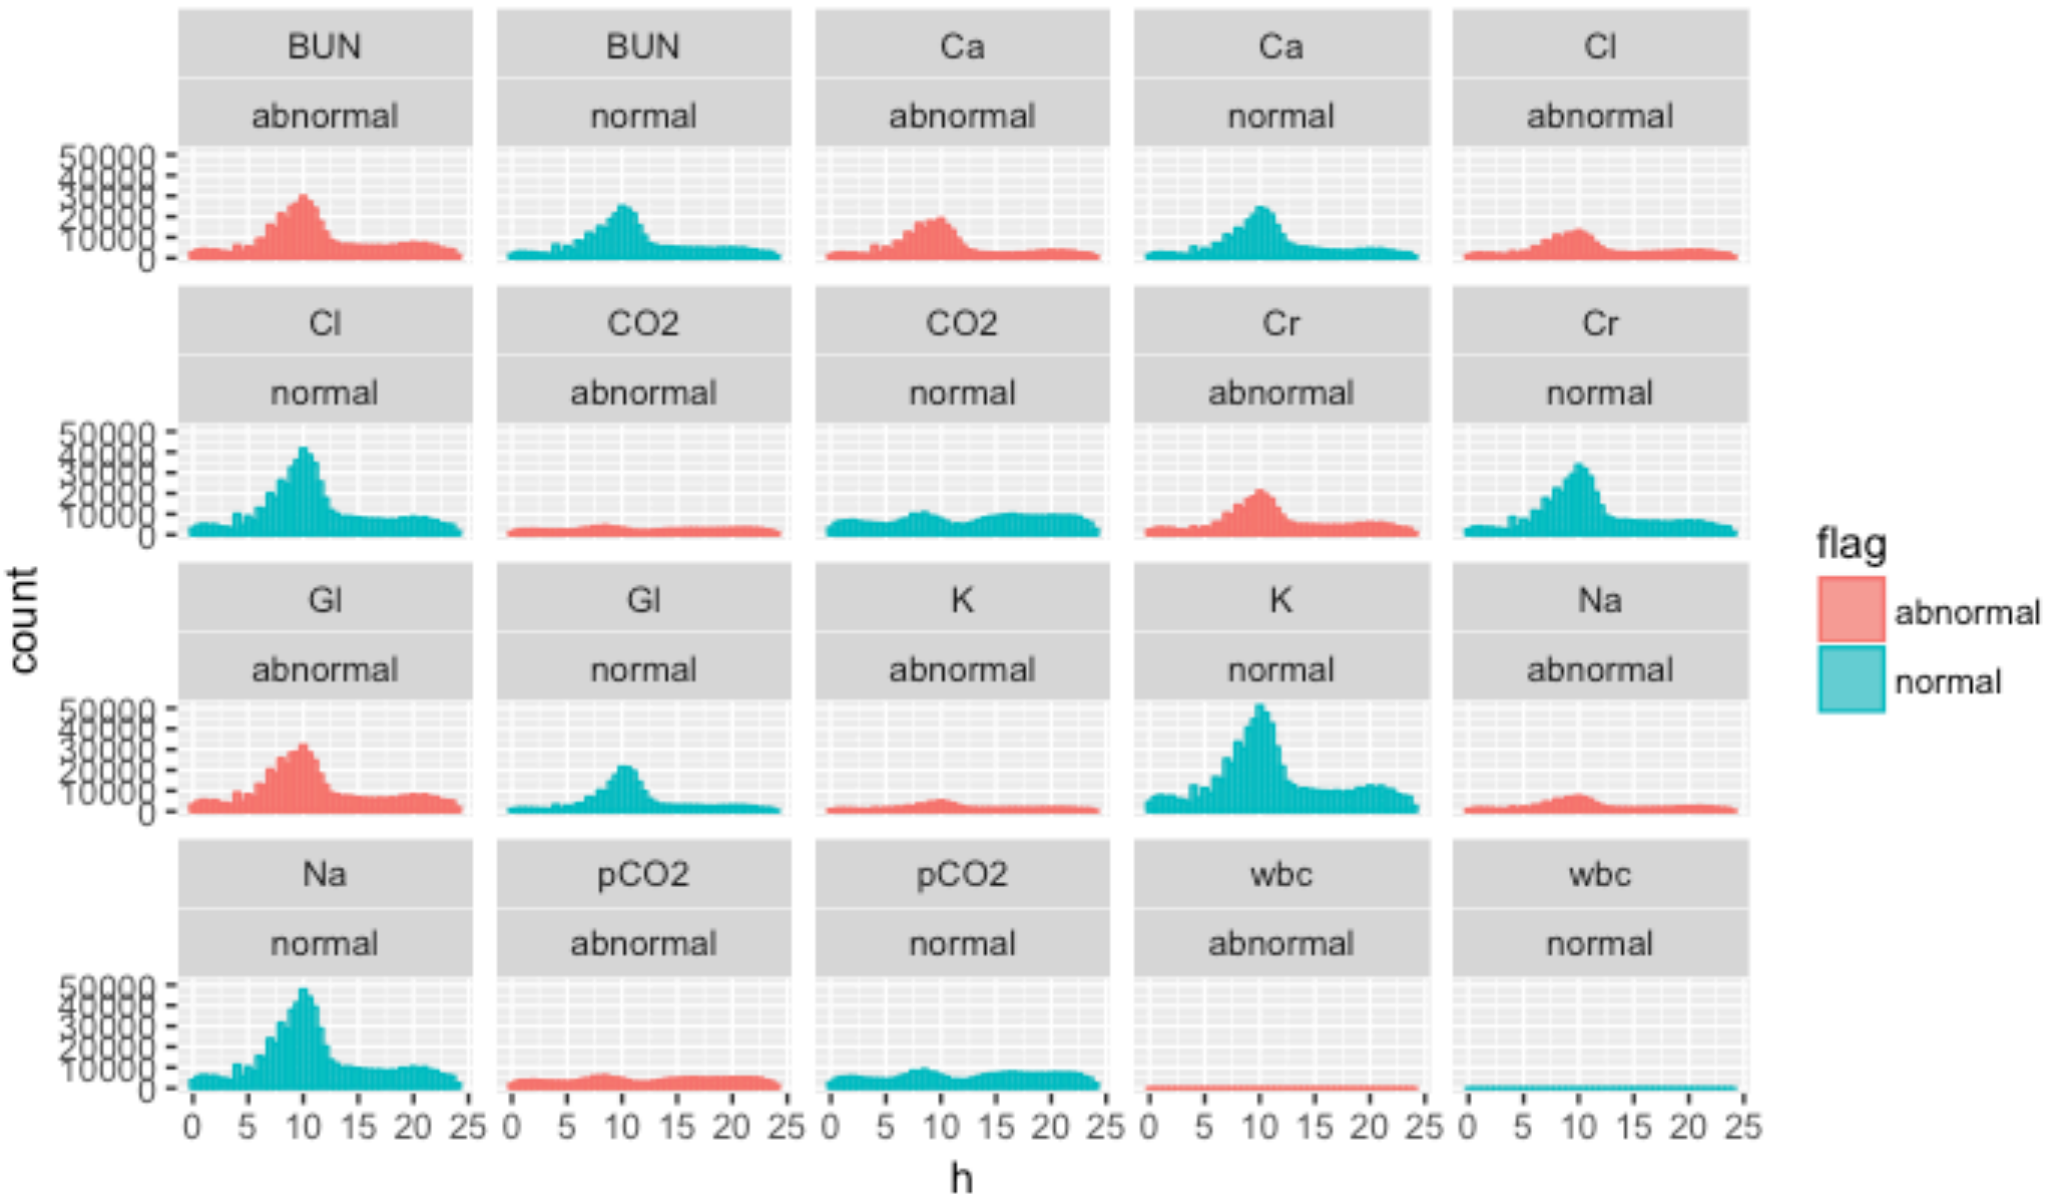 BUN BUN Ca Ca Cl
abnormal normal abnormal normal abnormal
50000
40000
30000
20000
10000
0
Cl CO2 CO2 Cr Cr
normal abnormal normal abnormal normal
50000
40000
30000
20000
10000
0
flag
abnormal
normal
count
Gl Gl K K Na
abnormal normal abnormal normal abnormal
50000
40000
30000
20000
10000
0
Na pCO2 pCO2 wbc wbc
normal abnormal normal abnormal normal
50000
40000
30000
20000
10000
0
0 5 10 15 20 25 0 5 10 15 20 25 0 5 10 15 20 25 0 5 10 15 20 25 0 5 10 15 20 25
h